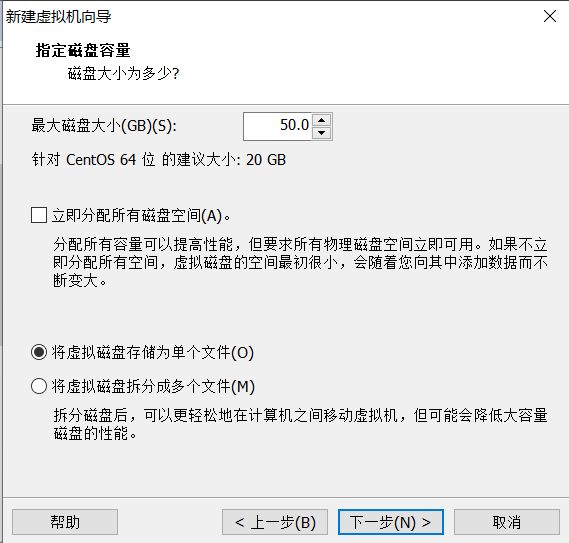 新建虚拟机向导
指定磁盘容量
磁盘大小为多少?
最大磁盘大小(GB)(S):
50.0
针对 CentOS 64 位 的建议大小: 20 GB
立即分配所有磁盘空间(A)。
分配所有容量可以提高性能，但要求所有物理磁盘空间立即可用。如果不立
即分配所有空间，虚拟磁盘的空间最初很小，会随着您向其中添加数据而不
断变大。
将虚拟磁盘存储为单个文件(O)
将虚拟磁盘拆分成多个文件(M)
拆分磁盘后，可以更轻松地在计算机之间移动虚拟机，但可能会降低大容量
磁盘的性能。
帮助
< 上一步(B)
下一步(N) >
取消